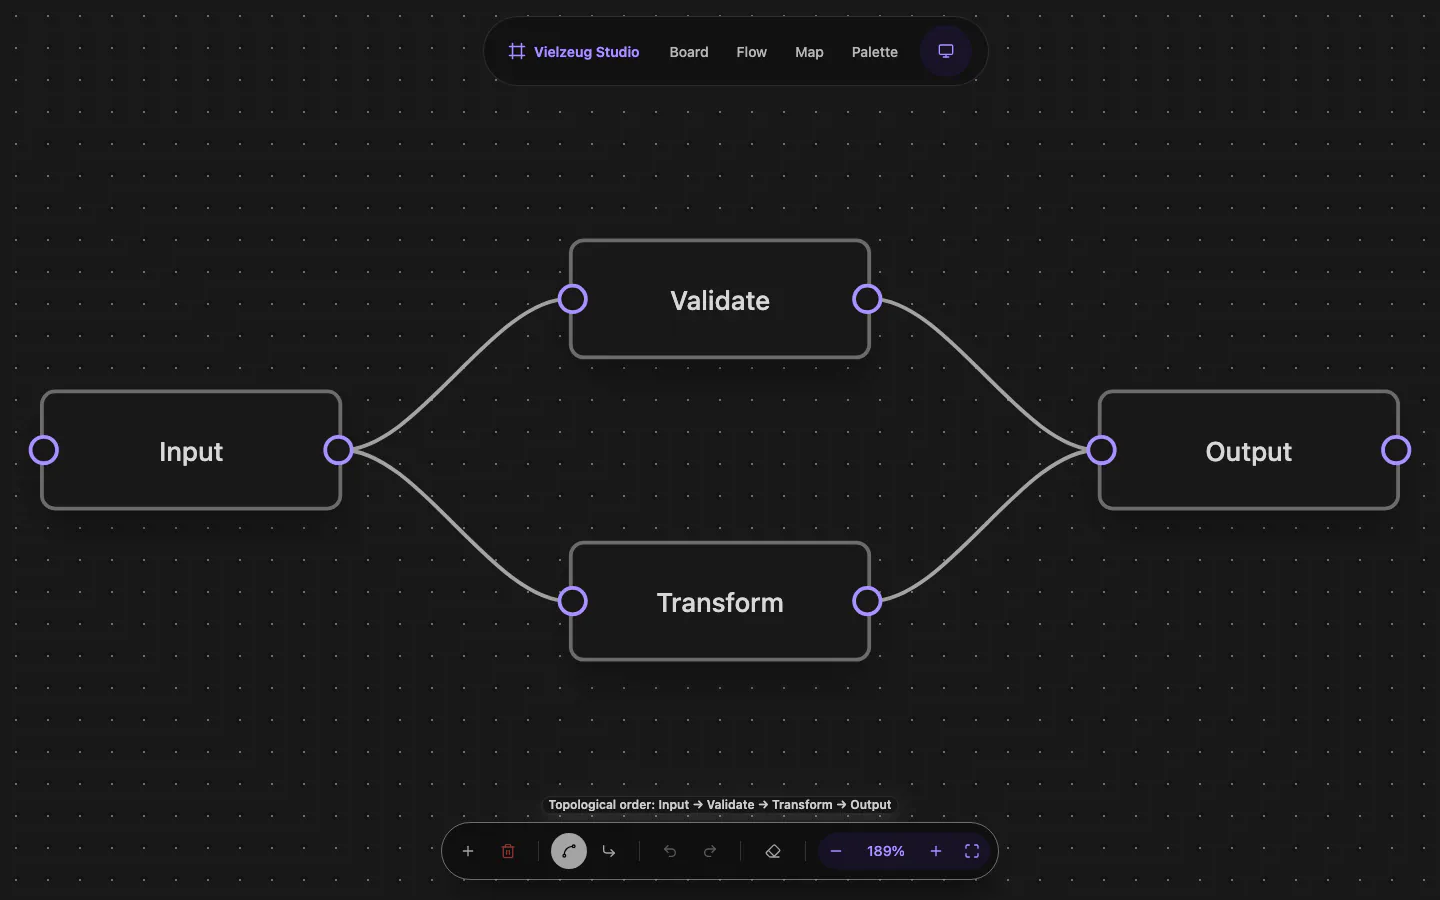 Vielzeug Studio Board Flow Map Palette
Validate
Input
Output
Transform
Topological order: Input → Validate → Transform → Output
189%